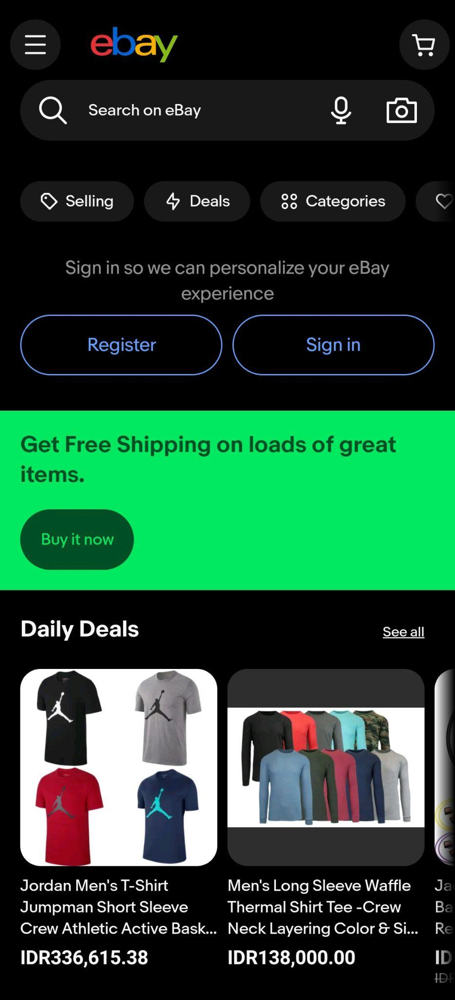 ebay
Search on eBay
Selling
Deals
Categories
Sign in so we can personalize your eBay
experience
Register
Sign in
Get Free Shipping on loads of great
items.
Buy it now
Daily Deals
See all
Jordan Men's T-Shirt
Jumpman Short Sleeve
Crew Athletic Active Bask...
IDR336,615.38
Men's Long Sleeve Waffle
Thermal Shirt Tee -Crew
Neck Layering Color & Si...
IDR138,000.00
Ja
Ba
Re
ID